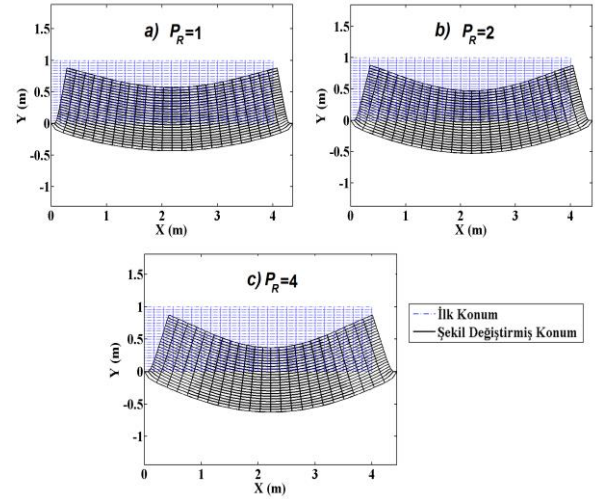 a) P_R=1
1.5
1
0.5
0
-0.5
-1
Y (m)
0 1 2 3 4
X (m)
b) P_R=2
1.5
1
0.5
0
-0.5
-1
Y (m)
0 1 2 3 4
X (m)
c) P_R=4
1.5
1
0.5
0
-0.5
-1
Y (m)
0 1 2 3 4
X (m)
İlk Konum
Şekil Değiştirmiş Konum